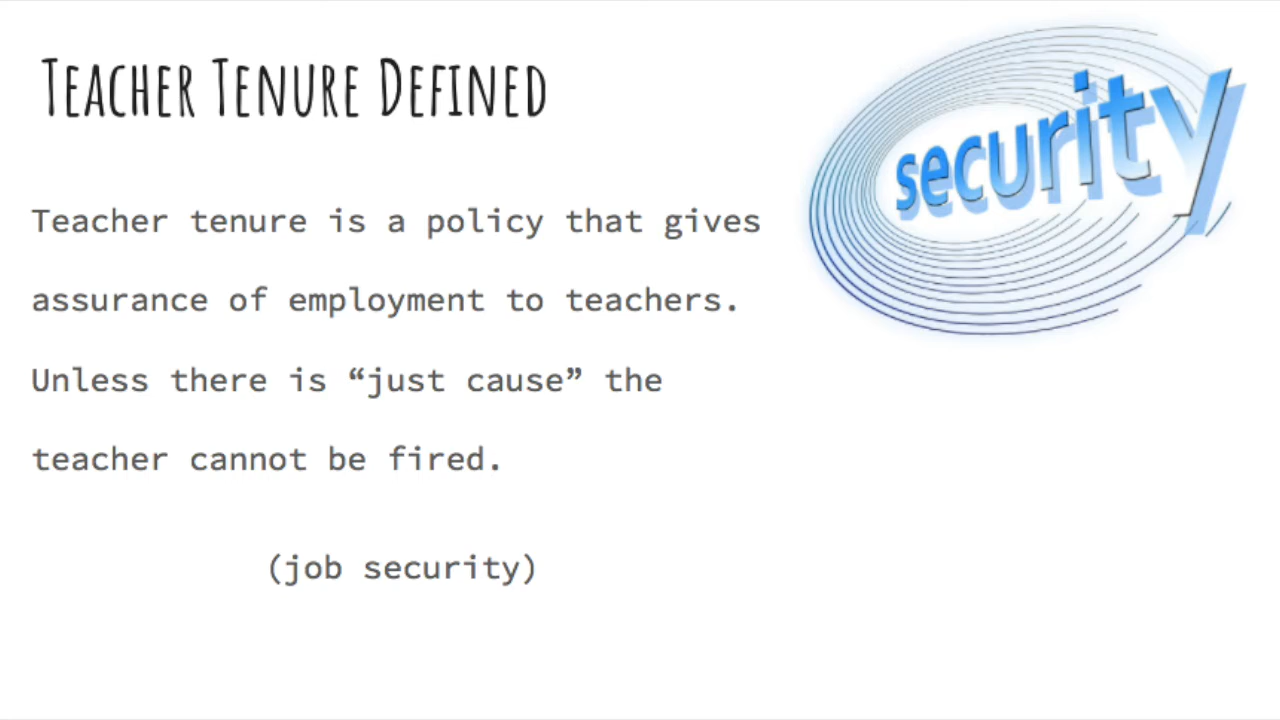 Teacher Tenure Defined
security
Teacher tenure is a policy that gives
assurance of employment to teachers.
Unless there is “just cause” the
teacher cannot be fired.
(job security)